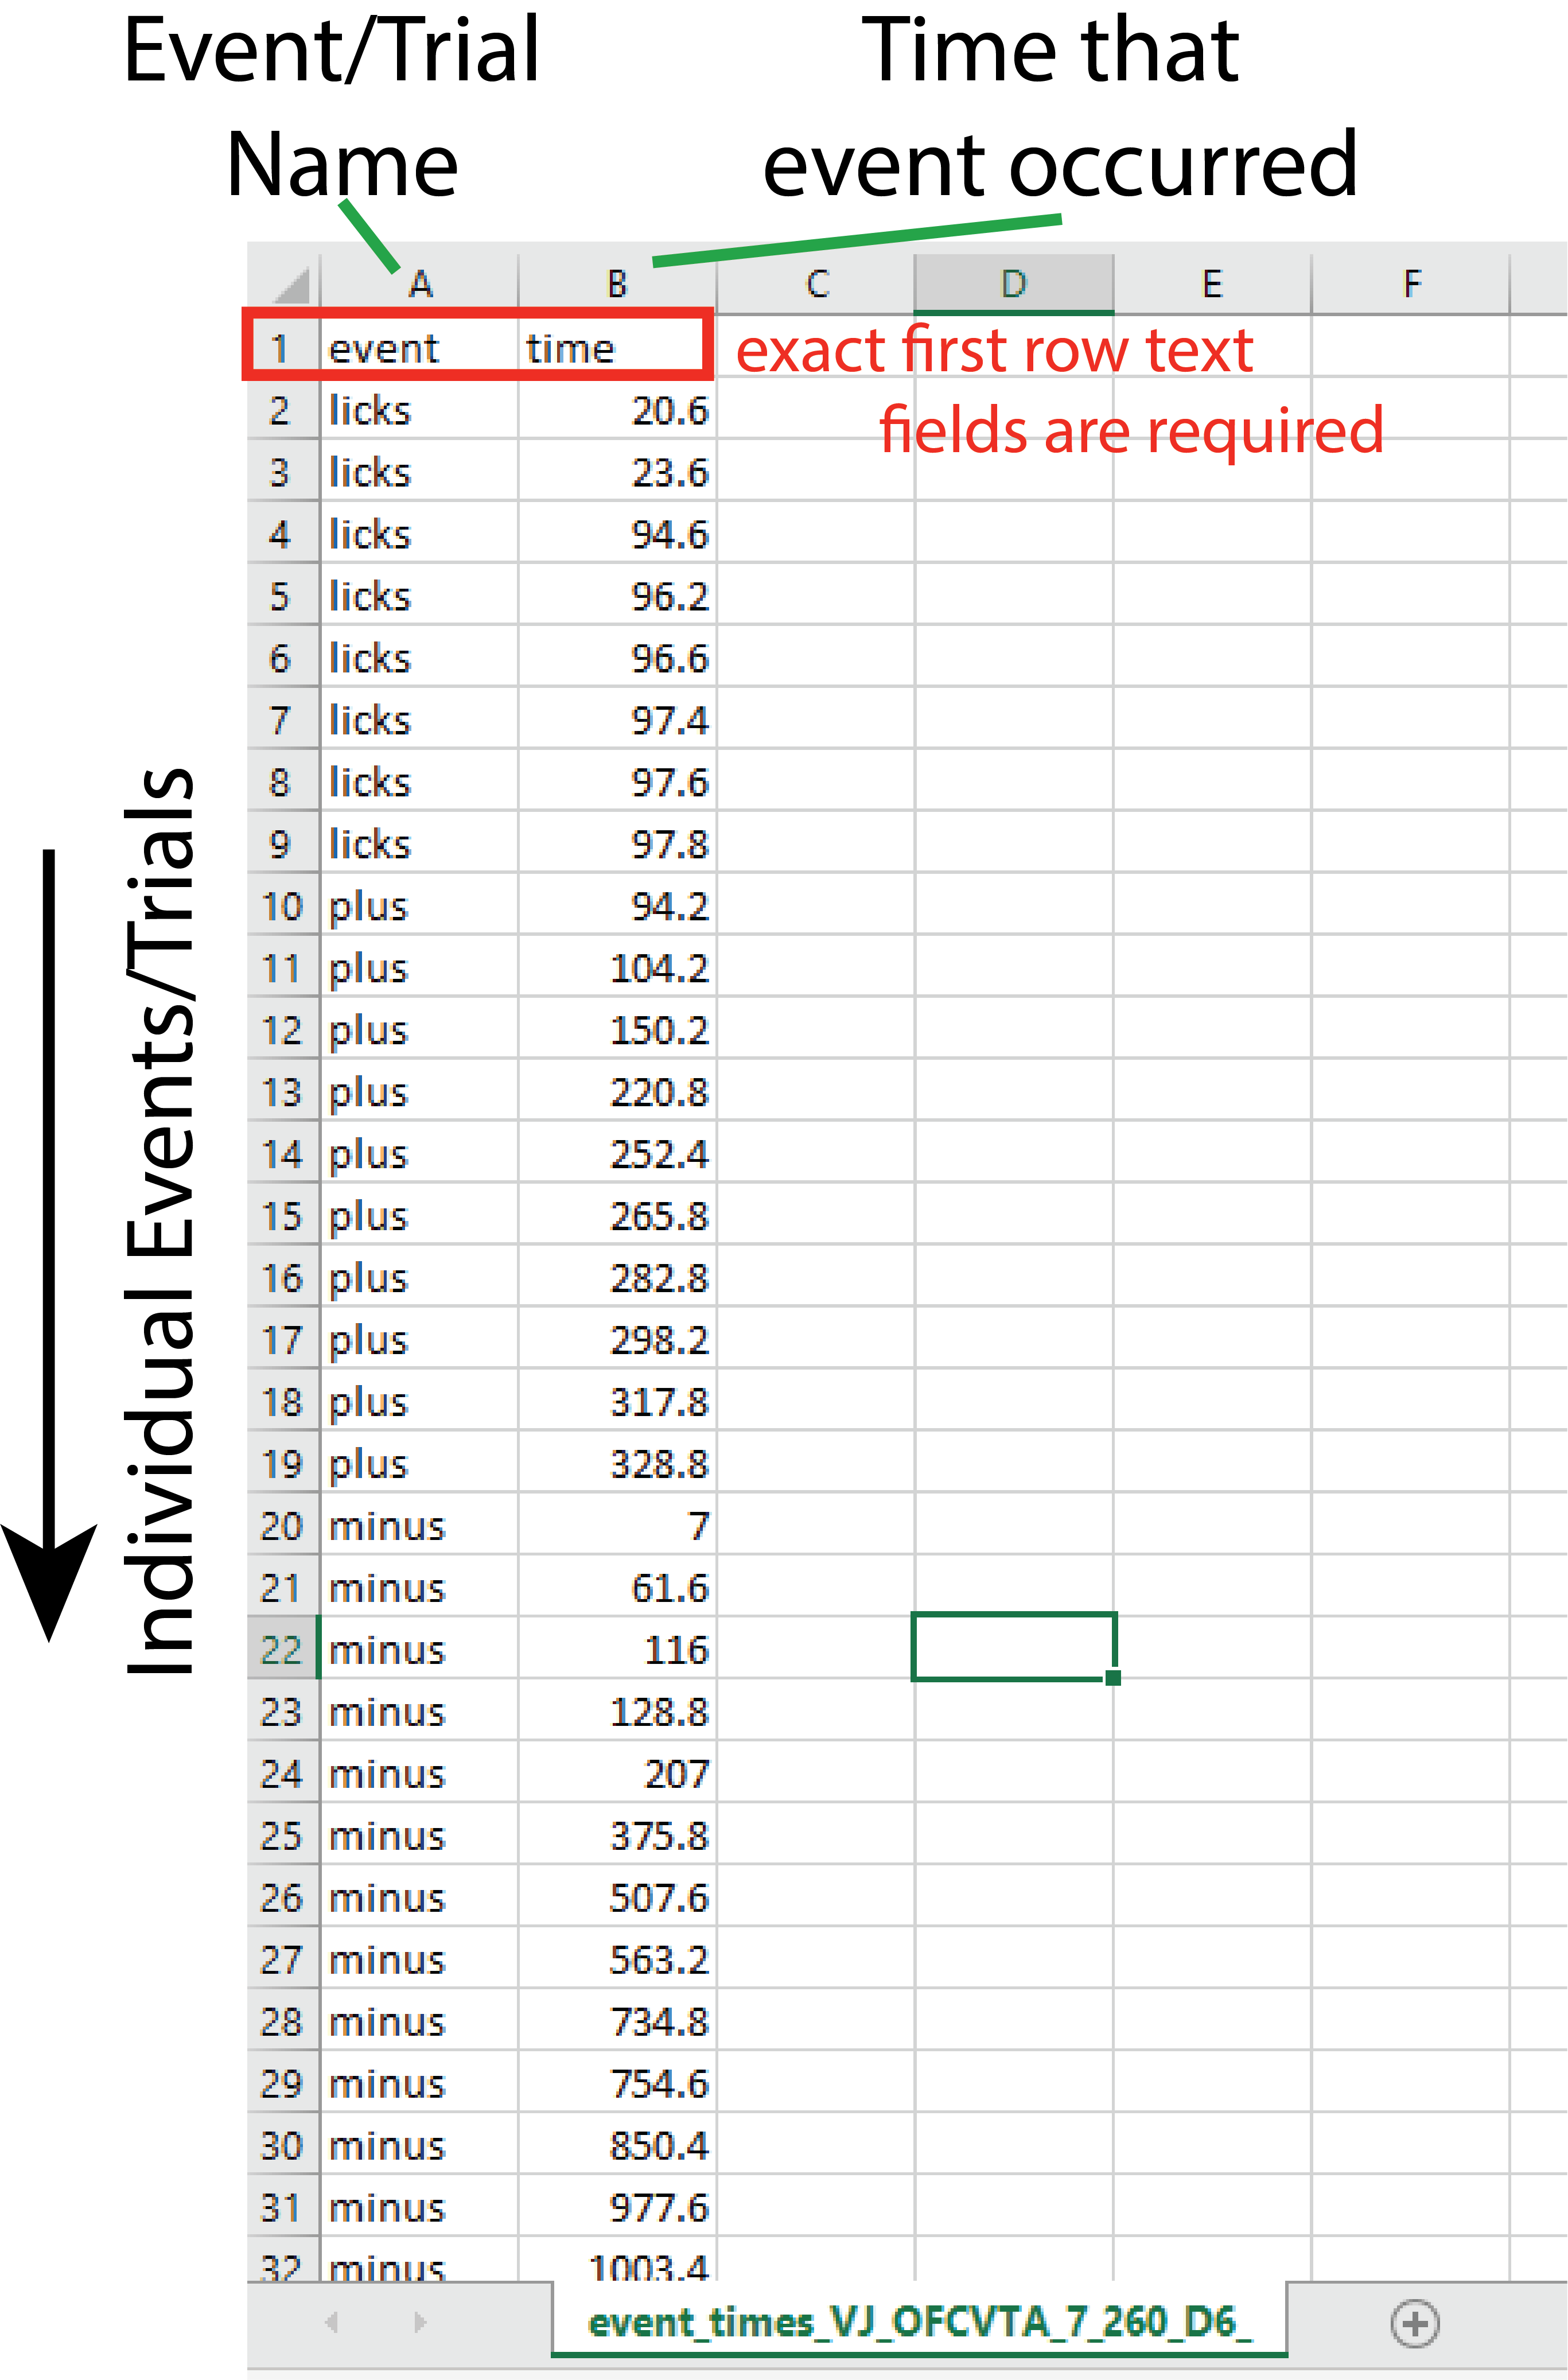 Event/Trial
Name
Time that
event occurred
A B C D E F
1 event time
exact first row text
fields are required
2 licks 20.6
3 licks 23.6
4 licks 94.6
5 licks 96.2
6 licks 96.6
7 licks 97.4
8 licks 97.6
9 licks 97.8
10 plus 94.2
11 plus 104.2
12 plus 150.2
13 plus 220.8
14 plus 252.4
15 plus 265.8
16 plus 282.8
17 plus 298.2
18 plus 317.8
19 plus 328.8
20 minus 7
21 minus 61.6
22 minus 116
23 minus 128.8
24 minus 207
25 minus 375.8
26 minus 507.6
27 minus 563.2
28 minus 734.8
29 minus 754.6
30 minus 850.4
31 minus 977.6
32 minus 1003.4
Individual Events/Trials
event_times_VJ_OFCVTA_7_260_D6_